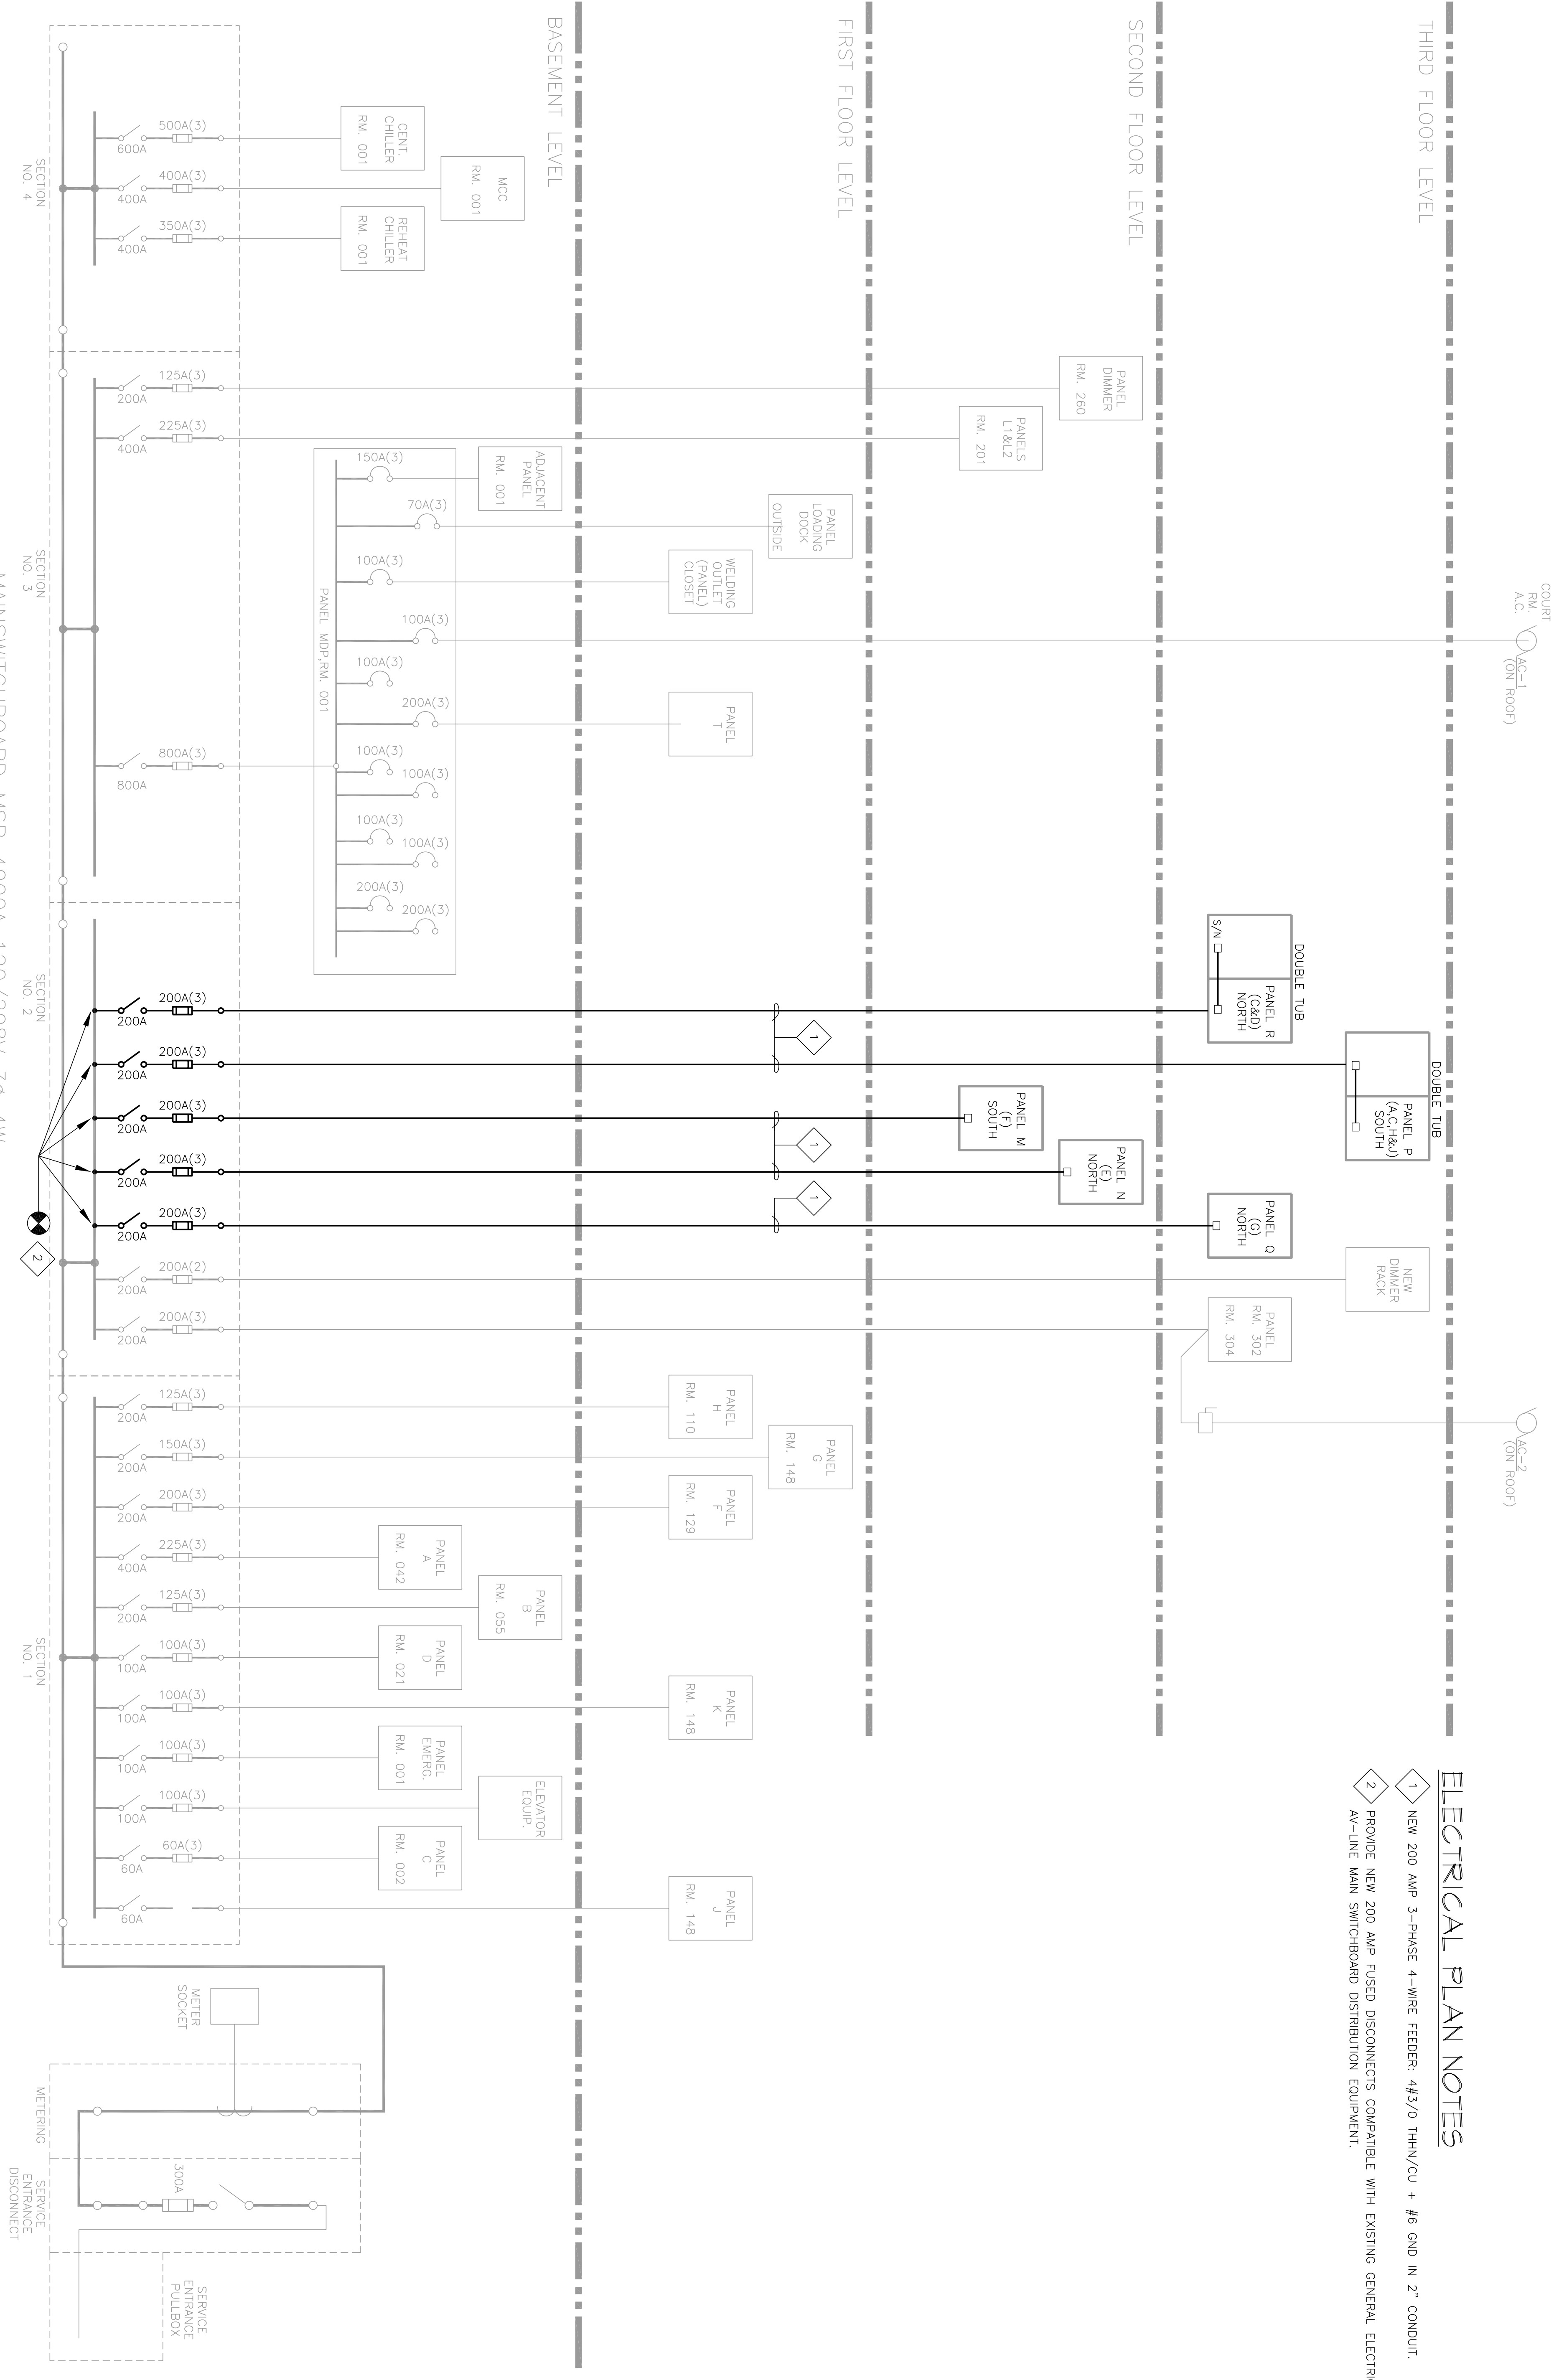 THIRD FLOOR LEVEL
SECOND FLOOR LEVEL
FIRST FLOOR LEVEL
BASEMENT LEVEL
COURT
RM.
A.C.
AC-1
(ON ROOF)
AC-2
(ON ROOF)
DOUBLE TUB
PANEL P
(A,C,H&J)
SOUTH
NEW
DIMMER
RACK
DOUBLE TUB
S/N
PANEL R
(C&D)
NORTH
PANEL Q
(G)
NORTH
PANEL
RM. 302
RM. 304
PANEL
DIMMER
RM. 260
PANEL N
(E)
NORTH
PANELS
L1&L2
RM. 201
PANEL M
(F)
SOUTH
1
1
1
PANEL
LOADING
DOCK
OUTSIDE
PANEL
G
RM. 148
WELDING
OUTLET
(PANEL)
CLOSET
PANEL
T
PANEL
H
RM. 110
PANEL
F
RM. 129
PANEL
K
RM. 148
PANEL
J
RM. 148
MCC
RM. 001
ADJACENT
PANEL
RM. 001
PANEL
B
RM. 055
ELEVATOR
EQUIP.
CENT.
CHILLER
RM. 001
REHEAT
CHILLER
RM. 001
PANEL
A
RM. 042
PANEL
D
RM. 021
PANEL
EMERG.
RM. 001
PANEL
C
RM. 002
150A(3)
70A(3)
100A(3)
100A(3)
100A(3)
200A(3)
100A(3)
100A(3)
100A(3)
100A(3)
200A(3)
200A(3)
PANEL MDP,RM. 001
500A(3)
600A
400A(3)
400A
350A(3)
400A
125A(3)
200A
225A(3)
400A
800A(3)
800A
200A(3)
200A
200A(3)
200A
200A(3)
200A
200A(3)
200A
200A(3)
200A
200A(2)
200A
200A(3)
200A
125A(3)
200A
150A(3)
200A
200A(3)
200A
225A(3)
400A
125A(3)
200A
100A(3)
100A
100A(3)
100A
100A(3)
100A
100A(3)
100A
60A(3)
60A
60A
2
SECTION
NO. 4
SECTION
NO. 3
SECTION
NO. 2
SECTION
NO. 1
METER
SOCKET
METERING
300A
SERVICE
ENTRANCE
DISCONNECT
SERVICE
ENTRANCE
PULLBOX
ELECTRICAL PLAN NOTES
1 NEW 200 AMP 3-PHASE 4-WIRE FEEDER: 4#3/0 THHN/CU + #6 GND IN 2" CONDUIT.
2 PROVIDE NEW 200 AMP FUSED DISCONNECTS COMPATIBLE WITH EXISTING GENERAL ELECTRI
AV-LINE MAIN SWITCHBOARD DISTRIBUTION EQUIPMENT.